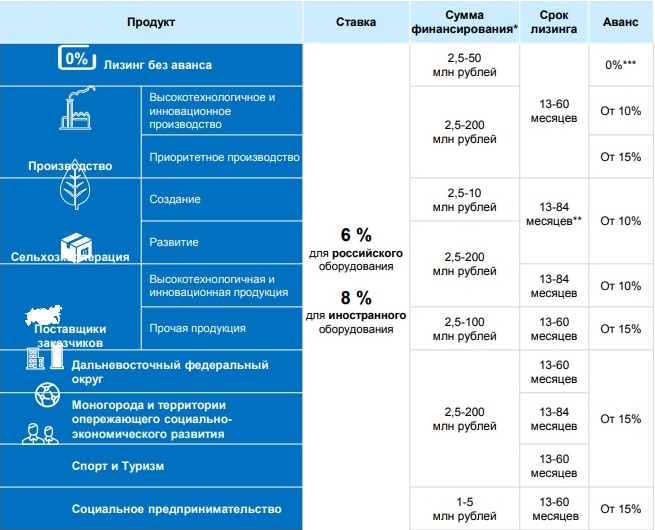 Продукт
Ставка
Сумма
финансирования*
Срок
лизинга
Аванс
0%
Лизинг без аванса
2,5-50
млн рублей
0%***
Производство
Высокотехнологичное и
инновационное
производство
2,5-200
млн рублей
13-60
месяцев
От 10%
Приоритетное производство
От 15%
Сельхозкооперация
Создание
2,5-10
млн рублей
13-84
месяцев**
От 10%
Развитие
2,5-200
млн рублей
6 %
для российского
оборудования
8 %
для иностранного
оборудования
Поставщики
заказчиков
Высокотехнологичная и
инновационная продукция
13-84
месяцев
От 10%
Прочая продукция
2,5-100
млн рублей
13-60
месяцев
От 15%
Дальневосточный федеральный
округ
13-60
месяцев
Моногорода и территории
опережающего социально-
экономического развития
2,5-200
млн рублей
13-84
месяцев
От 15%
Спорт и Туризм
13-60
месяцев
Социальное предпринимательство
1-5
млн рублей
13-60
месяцев
От 15%